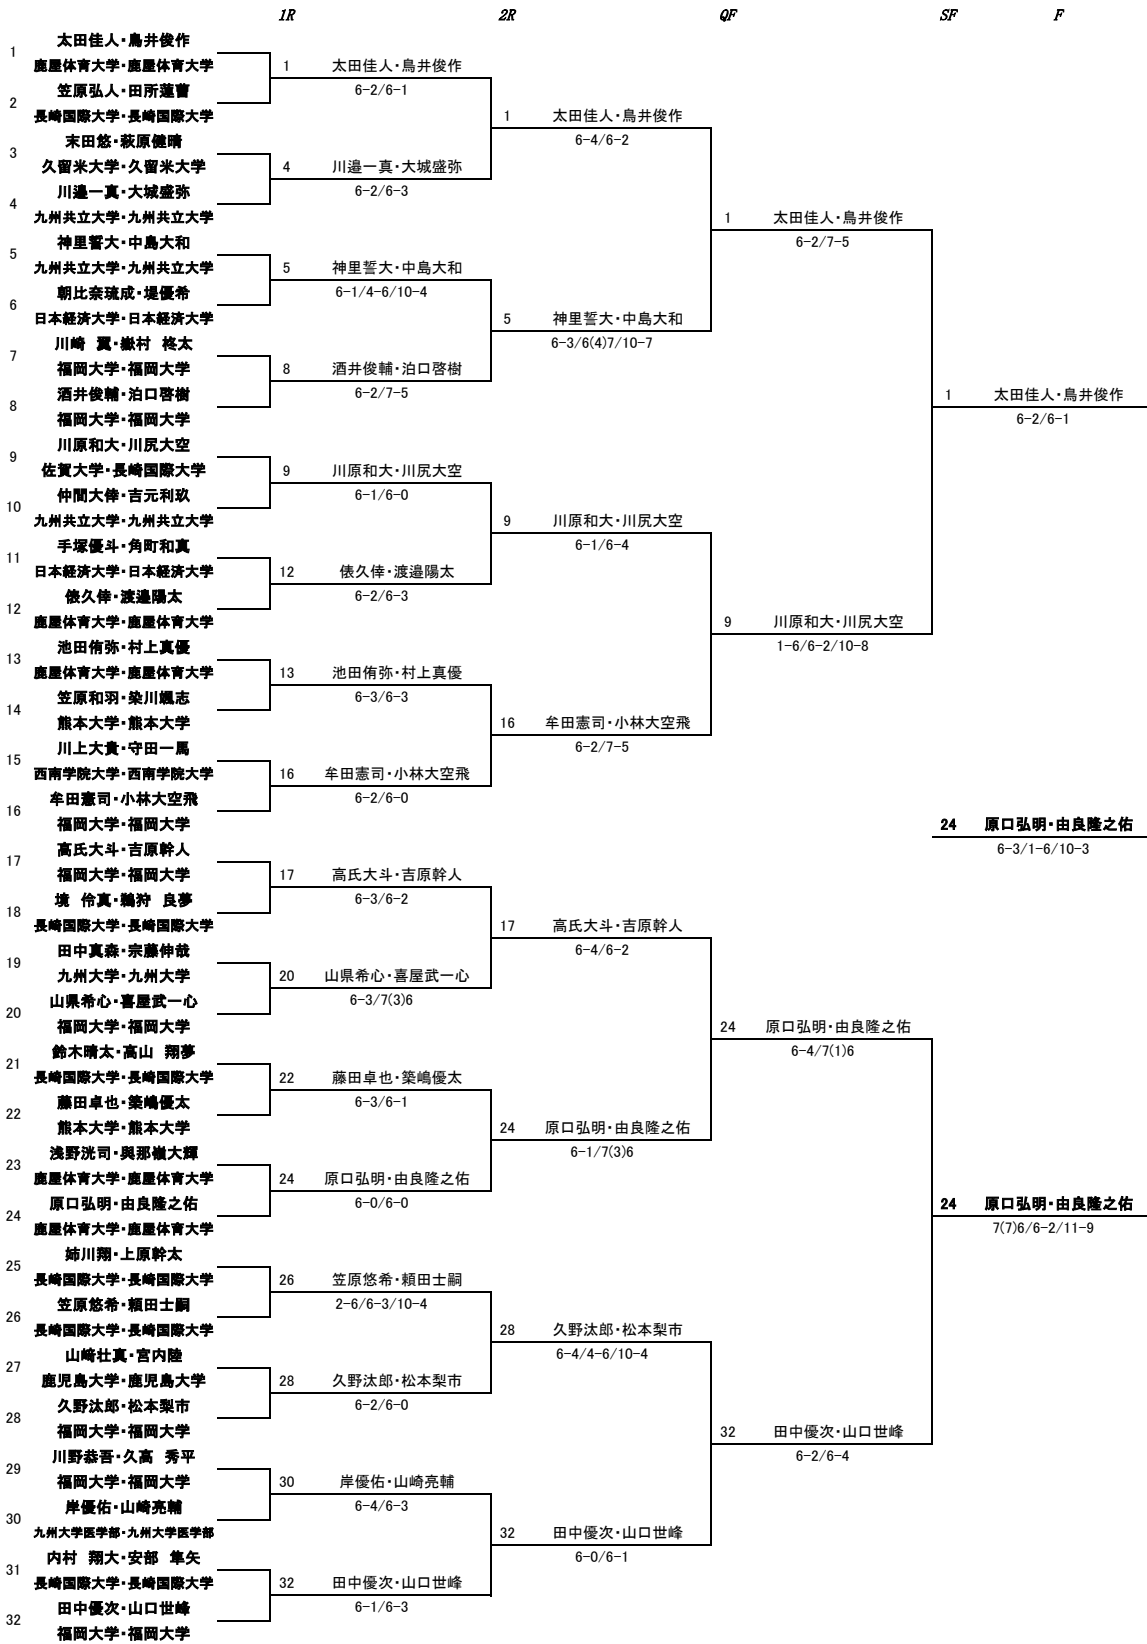 1R 2R QF SF F
1 太田佳人・鳥井俊作
鹿屋体育大学・鹿屋体育大学
2 笠原弘人・田所蓮曹
長崎国際大学・長崎国際大学
3 末田悠・萩原健晴
久留米大学・久留米大学
4 川邉一真・大城盛弥
九州共立大学・九州共立大学
5 神里誓大・中島大和
九州共立大学・九州共立大学
6 朝比奈琉成・堤優希
日本経済大学・日本経済大学
7 川崎 翼・嶽村 柊太
福岡大学・福岡大学
8 酒井俊輔・泊口啓樹
福岡大学・福岡大学
9 川原和大・川尻大空
佐賀大学・長崎国際大学
10 仲間大倖・吉元利玖
九州共立大学・九州共立大学
11 手塚優斗・角町和真
日本経済大学・日本経済大学
12 俵久倖・渡邉陽太
鹿屋体育大学・鹿屋体育大学
13 池田侑弥・村上真優
鹿屋体育大学・鹿屋体育大学
14 笠原和羽・染川颯志
熊本大学・熊本大学
15 川上大貴・守田一馬
西南学院大学・西南学院大学
16 牟田憲司・小林大空飛
福岡大学・福岡大学
17 高氏大斗・吉原幹人
福岡大学・福岡大学
18 境 伶真・鵜狩 良夢
長崎国際大学・長崎国際大学
19 田中真森・宗藤伸哉
九州大学・九州大学
20 山県希心・喜屋武一心
福岡大学・福岡大学
21 鈴木晴太・高山 翔夢
長崎国際大学・長崎国際大学
22 藤田卓也・築嶋優太
熊本大学・熊本大学
23 浅野洸司・與那嶺大輝
鹿屋体育大学・鹿屋体育大学
24 原口弘明・由良隆之佑
鹿屋体育大学・鹿屋体育大学
25 姉川翔・上原幹太
長崎国際大学・長崎国際大学
26 笠原悠希・頼田士嗣
長崎国際大学・長崎国際大学
27 山﨑壮真・宮内陸
鹿児島大学・鹿児島大学
28 久野汰郎・松本梨市
福岡大学・福岡大学
29 川野恭吾・久高 秀平
福岡大学・福岡大学
30 岸優佑・山崎亮輔
九州大学医学部・九州大学医学部
31 内村 翔大・安部 隼矢
長崎国際大学・長崎国際大学
32 田中優次・山口世峰
福岡大学・福岡大学
1 太田佳人・鳥井俊作
6-2/6-1
4 川邉一真・大城盛弥
6-2/6-3
5 神里誓大・中島大和
6-1/4-6/10-4
8 酒井俊輔・泊口啓樹
6-2/7-5
9 川原和大・川尻大空
6-1/6-0
12 俵久倖・渡邉陽太
6-2/6-3
13 池田侑弥・村上真優
6-3/6-3
16 牟田憲司・小林大空飛
6-2/6-0
17 高氏大斗・吉原幹人
6-3/6-2
20 山県希心・喜屋武一心
6-3/7(3)6
22 藤田卓也・築嶋優太
6-3/6-1
24 原口弘明・由良隆之佑
6-0/6-0
26 笠原悠希・頼田士嗣
2-6/6-3/10-4
28 久野汰郎・松本梨市
6-2/6-0
30 岸優佑・山崎亮輔
6-4/6-3
32 田中優次・山口世峰
6-1/6-3
1 太田佳人・鳥井俊作
6-4/6-2
5 神里誓大・中島大和
6-3/6(4)7/10-7
9 川原和大・川尻大空
6-1/6-4
16 牟田憲司・小林大空飛
6-2/7-5
17 高氏大斗・吉原幹人
6-4/6-2
24 原口弘明・由良隆之佑
6-1/7(3)6
28 久野汰郎・松本梨市
6-4/4-6/10-4
32 田中優次・山口世峰
6-0/6-1
1 太田佳人・鳥井俊作
6-2/7-5
9 川原和大・川尻大空
1-6/6-2/10-8
24 原口弘明・由良隆之佑
6-4/7(1)6
32 田中優次・山口世峰
6-2/6-4
1 太田佳人・鳥井俊作
6-2/6-1
24 原口弘明・由良隆之佑
6-3/1-6/10-3
24 原口弘明・由良隆之佑
7(7)6/6-2/11-9